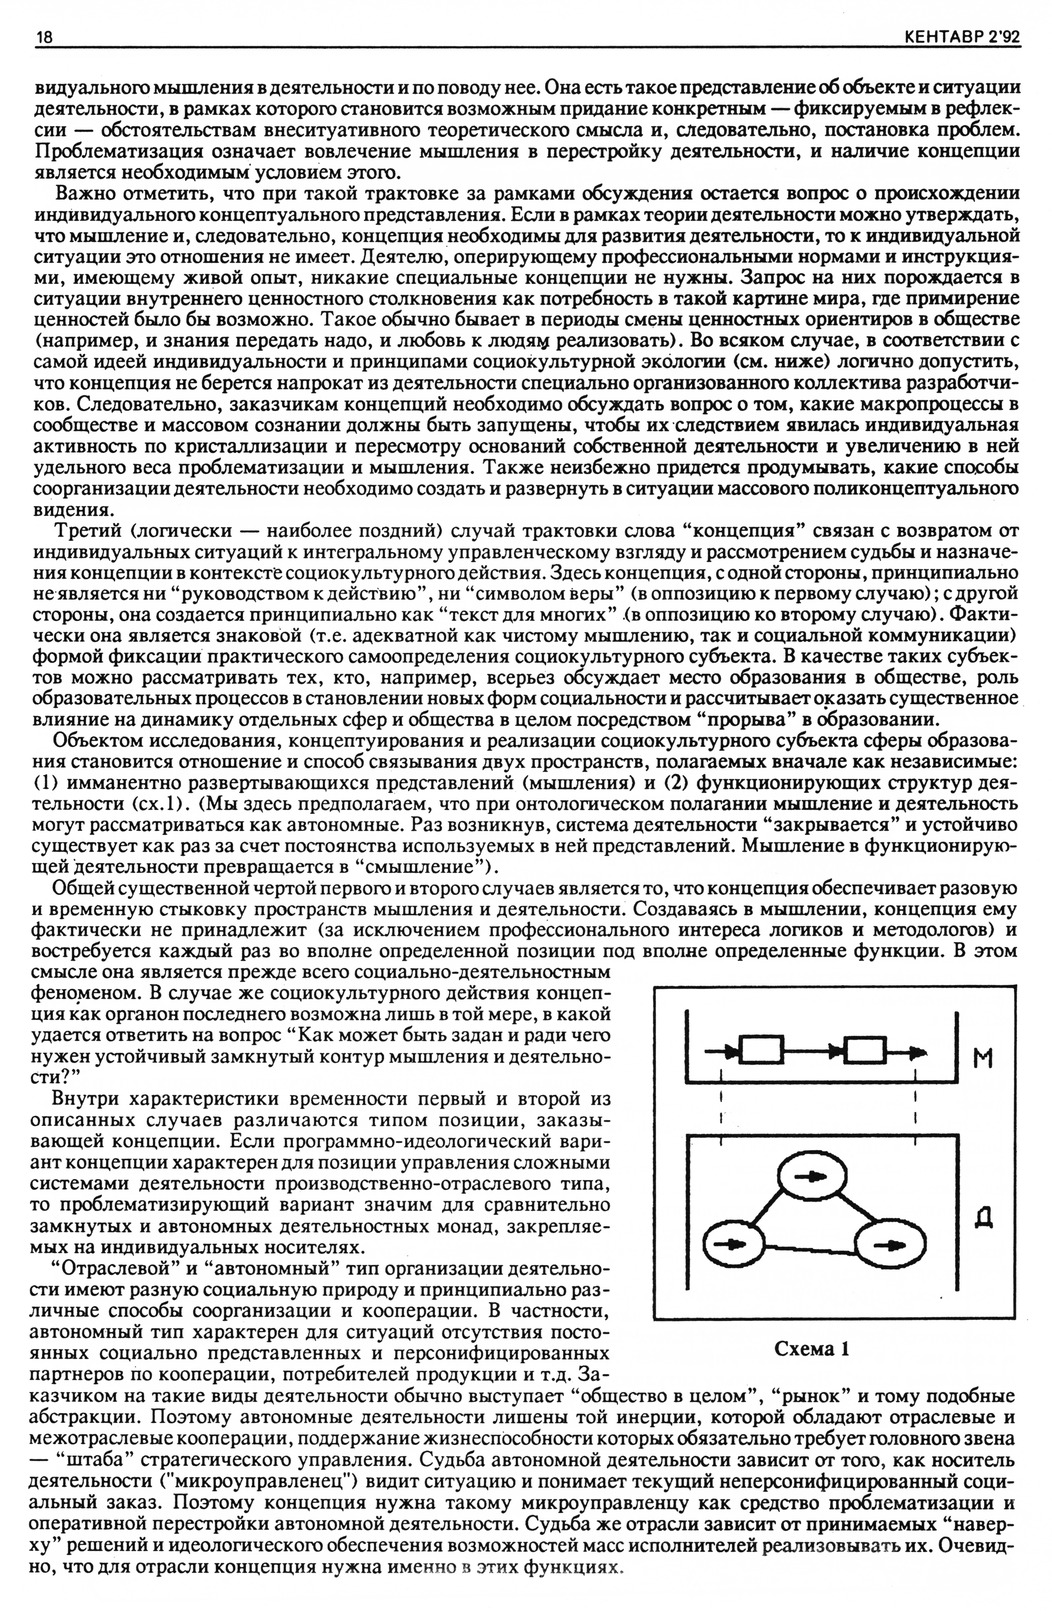 18
КЕНТАВР 2'92
видуального мышления в деятельности и по поводу нее. Она есть такое представление об объекте и ситуации
деятельности, в рамках которого становится возможным придание конкретным — фиксируемым в рефлек-
сии — обстоятельствам внеситуативного теоретического смысла и, следовательно, постановка проблем.
Проблематизация означает вовлечение мышления в перестройку деятельности, и наличие концепции
является необходимым условием этого.
Важно отметить, что при такой трактовке за рамками обсуждения остается вопрос о происхождении
индивидуального концептуального представления. Если в рамках теории деятельности можно утверждать,
что мышление и, следовательно, концепция необходимы для развития деятельности, то к индивидуальной
ситуации это отношения не имеет. Деятелю, оперирующему профессиональными нормами и инструкция-
ми, имеющему живой опыт, никакие специальные концепции не нужны. Запрос на них порождается в
ситуации внутреннего ценностного столкновения как потребность в такой картине мира, где примирение
ценностей было бы возможно. Такое обычно бывает в периоды смены ценностных ориентиров в обществе
(например, и знания передать надо, и любовь к людям реализовать). Во всяком случае, в соответствии с
самой идеей индивидуальности и принципами социокультурной экологии (см. ниже) логично допустить,
что концепция не берется напрокат из деятельности специально организованного коллектива разработчи-
ков. Следовательно, заказчикам концепций необходимо обсуждать вопрос о том, какие макропроцессы в
сообществе и массовом сознании должны быть запущены, чтобы их следствием явилась индивидуальная
активность по кристаллизации и пересмотру оснований собственной деятельности и увеличению в ней
удельного веса проблематизации и мышления. Также неизбежно придется продумывать, какие способы
соорганизации деятельности необходимо создать и развернуть в ситуации массового поликонцептуального
видения.
Третий (логически — наиболее поздний) случай трактовки слова “концепция” связан с возвратом от
индивидуальных ситуаций к интегральному управленческому взгляду и рассмотрением судьбы и назначе-
ния концепции в контексте социокультурного действия. Здесь концепция, с одной стороны, принципиально
не является ни “руководством к действию”, ни “символом веры” (в оппозицию к первому случаю); с другой
стороны, она создается принципиально как “текст для многих” (в оппозицию ко второму случаю). Факти-
чески она является знаковой (т.е. адекватной как чистому мышлению, так и социальной коммуникации)
формой фиксации практического самоопределения социокультурного субъекта. В качестве таких субъек-
тов можно рассматривать тех, кто, например, всерьез обсуждает место образования в обществе, роль
образовательных процессов в становлении новых форм социальности и рассчитывает оказать существенное
влияние на динамику отдельных сфер и общества в целом посредством “прорыва” в образовании.
Объектом исследования, концептуирования и реализации социокультурного субъекта сферы образова-
ния становится отношение и способ связывания двух пространств, полагаемых вначале как независимые:
(1) имманентно развертывающихся представлений (мышления) и (2) функционирующих структур дея-
тельности (сх.1). (Мы здесь предполагаем, что при онтологическом полагании мышление и деятельность
могут рассматриваться как автономные. Раз возникнув, система деятельности “закрывается” и устойчиво
существует как раз за счет постоянства используемых в ней представлений. Мышление в функционирую-
щей деятельности превращается в “смышление”).
Общей существенной чертой первого и второго случаев является то, что концепция обеспечивает разовую
и временную стыковку пространств мышления и деятельности. Создаваясь в мышлении, концепция ему
фактически не принадлежит (за исключением профессионального интереса логиков и методологов) и
востребуется каждый раз во вполне определенной позиции под вполне определенные функции. В этом
смысле она является прежде всего социально-деятельностным
феноменом. В случае же социокультурного действия концеп-
ция как органон последнего возможна лишь в той мере, в какой
удается ответить на вопрос “Как может быть задан и ради чего
нужен устойчивый замкнутый контур мышления и деятельно-
сти?”
Внутри характеристики временности первый и второй из
описанных случаев различаются типом позиции, заказы-
вающей концепции. Если программно-идеологический вари-
ант концепции характерен для позиции управления сложными
системами деятельности производственно-отраслевого типа,
то проблематизирующий вариант значим для сравнительно
замкнутых и автономных деятельностных монад, закрепляе-
мых на индивидуальных носителях.
“Отраслевой” и “автономный” тип организации деятельно-
сти имеют разную социальную природу и принципиально раз-
личные способы соорганизации и кооперации. В частности,
автономный тип характерен для ситуаций отсутствия посто-
янных социально представленных и персонифицированных
партнеров по кооперации, потребителей продукции и т.д. За-
М
Д
Схема 1
казчиком на такие виды деятельности обычно выступает “общество в целом”, “рынок” и тому подобные
абстракции. Поэтому автономные деятельности лишены той инерции, которой обладают отраслевые и
межотраслевые кооперации, поддержание жизнеспособности которых обязательно требует головного звена
— “штаба” стратегического управления. Судьба автономной деятельности зависит от того, как носитель
деятельности ("микроуправленец") видит ситуацию и понимает текущий неперсонифицированный соци-
альный заказ. Поэтому концепция нужна такому микроуправленцу как средство проблематизации и
оперативной перестройки автономной деятельности. Судьба же отрасли зависит от принимаемых “навер-
ху” решений и идеологического обеспечения возможностей масс исполнителей реализовывать их. Очевид-
но, что для отрасли концепция нужна именно в этих функциях.